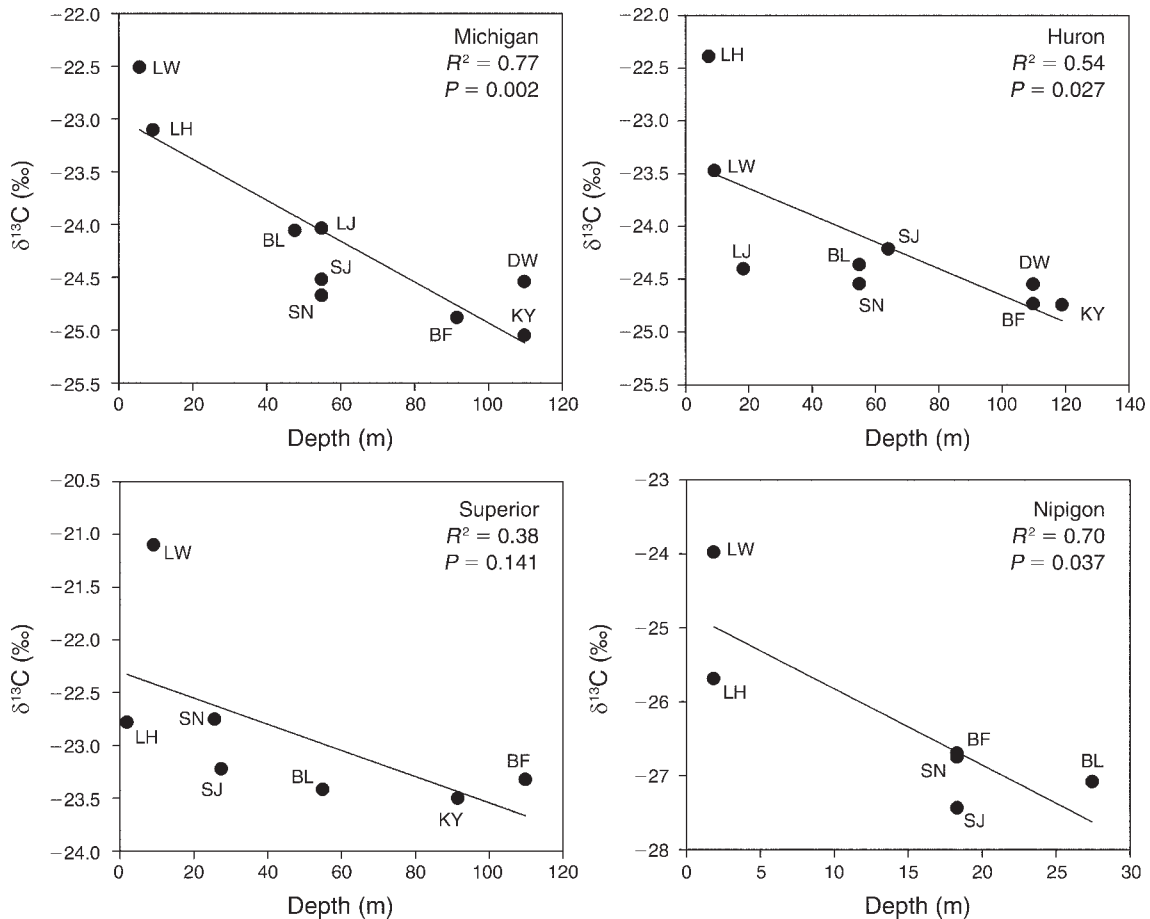 Michigan
R² = 0.77
P = 0.002
−22.0
−22.5
−23.0
−23.5
−24.0
−24.5
−25.0
−25.5
δ¹³C (‰)
LW
LH
BL
LJ
SJ
SN
DW
BF
KY
0 20 40 60 80 100 120
Depth (m)
Huron
R² = 0.54
P = 0.027
−22.0
−22.5
−23.0
−23.5
−24.0
−24.5
−25.0
−25.5
δ¹³C (‰)
LH
LW
LJ
SJ
BL
SN
DW
BF
KY
0 20 40 60 80 100 120 140
Depth (m)
Superior
R² = 0.38
P = 0.141
−20.5
−21.0
−21.5
−22.0
−22.5
−23.0
−23.5
−24.0
δ¹³C (‰)
LW
LH
SN
SJ
BL
KY
BF
0 20 40 60 80 100 120
Depth (m)
Nipigon
R² = 0.70
P = 0.037
−23
−24
−25
−26
−27
−28
δ¹³C (‰)
LW
LH
BF
SN
SJ
BL
0 5 10 15 20 25 30
Depth (m)